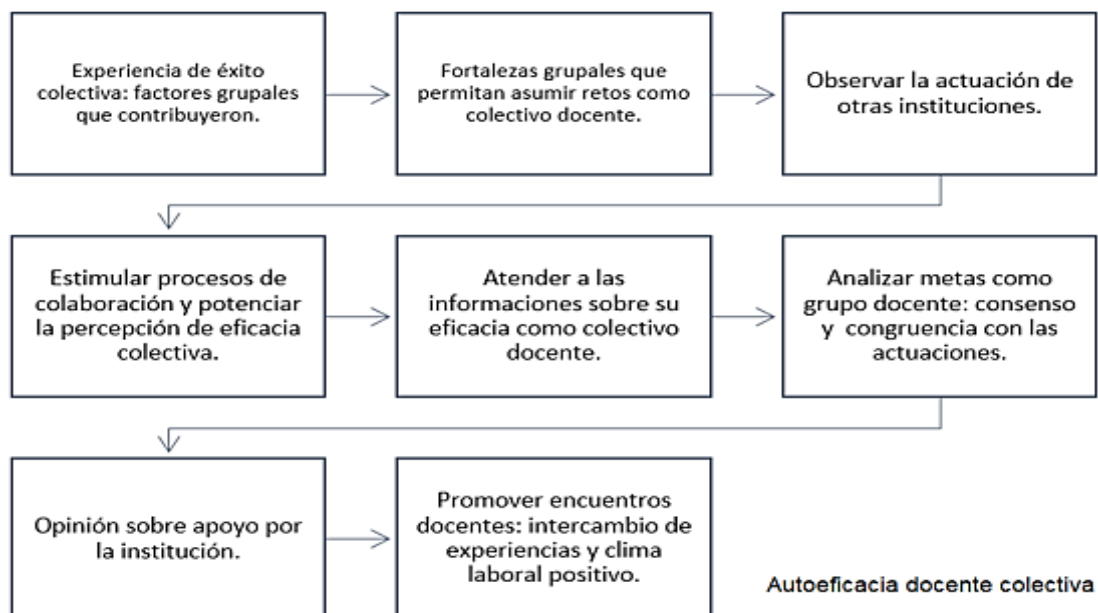 Experiencia de éxito
colectiva: factores grupales
que contribuyeron.
Fortalezas grupales que
permitan asumir retos como
colectivo docente.
Observar la actuación de
otras instituciones.
Estimular procesos de
colaboración y potenciar
la percepción de eficacia
colectiva.
Atender a las
informaciones sobre su
eficacia como colectivo
docente.
Analizar metas como
grupo docente: consenso
y congruencia con las
actuaciones.
Opinión sobre apoyo por
la institución.
Promover encuentros
docentes: intercambio de
experiencias y clima
laboral positivo.
Autoeficacia docente colectiva